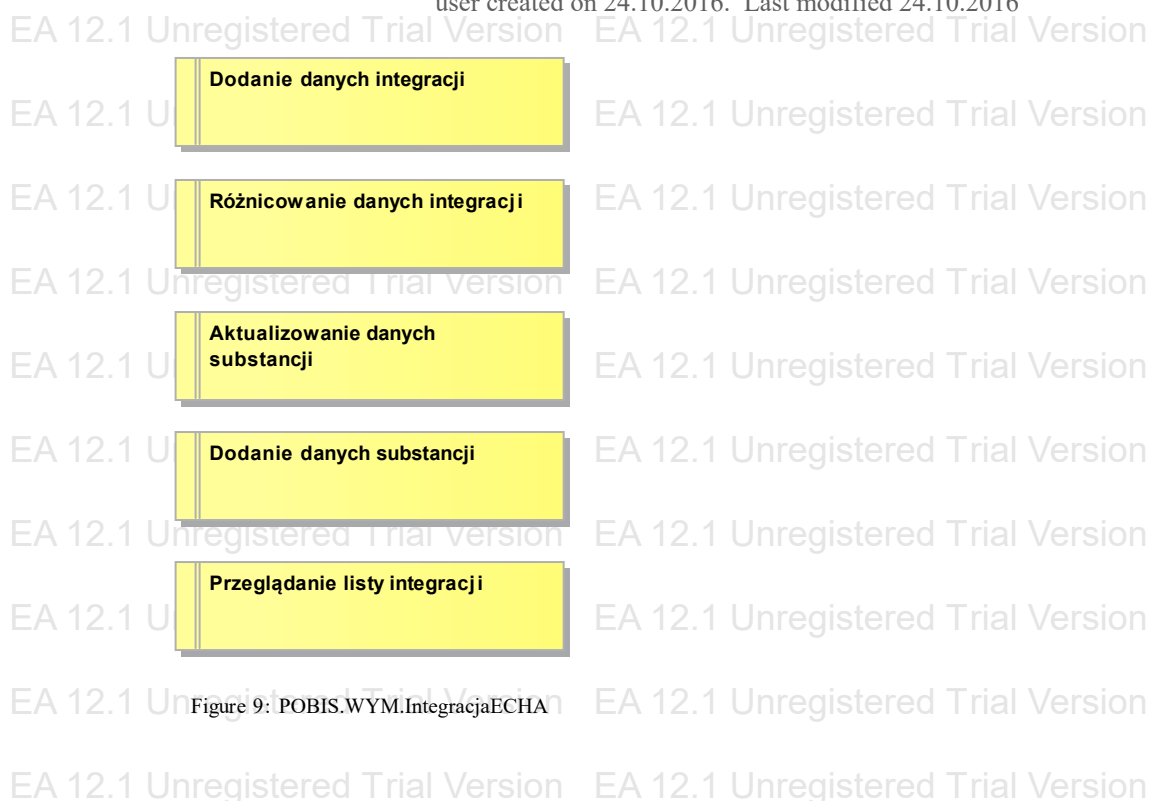 user created on 24.10.2016. Last modified 24.10.2016
EA 12.1 Unregistered Trial Version EA 12.1 Unregistered Trial Version
Dodanie danych integracji
EA 12.1 U EA 12.1 Unregistered Trial Version
EA 12.1 U EA 12.1 Unregistered Trial Version
Różnicowanie danych integracji
EA 12.1 Unregistered Trial Version EA 12.1 Unregistered Trial Version
Aktualizowanie danych
substancji
EA 12.1 U EA 12.1 Unregistered Trial Version
EA 12.1 U EA 12.1 Unregistered Trial Version
Dodanie danych substancji
EA 12.1 Unregistered Trial Version EA 12.1 Unregistered Trial Version
Przeglądanie listy integracji
EA 12.1 U EA 12.1 Unregistered Trial Version
EA 12.1 Unregistered Trial Version EA 12.1 Unregistered Trial Version
Figure 9: POBIS.WYM.IntegracjaECHA
EA 12.1 Unregistered Trial Version EA 12.1 Unregistered Trial Version